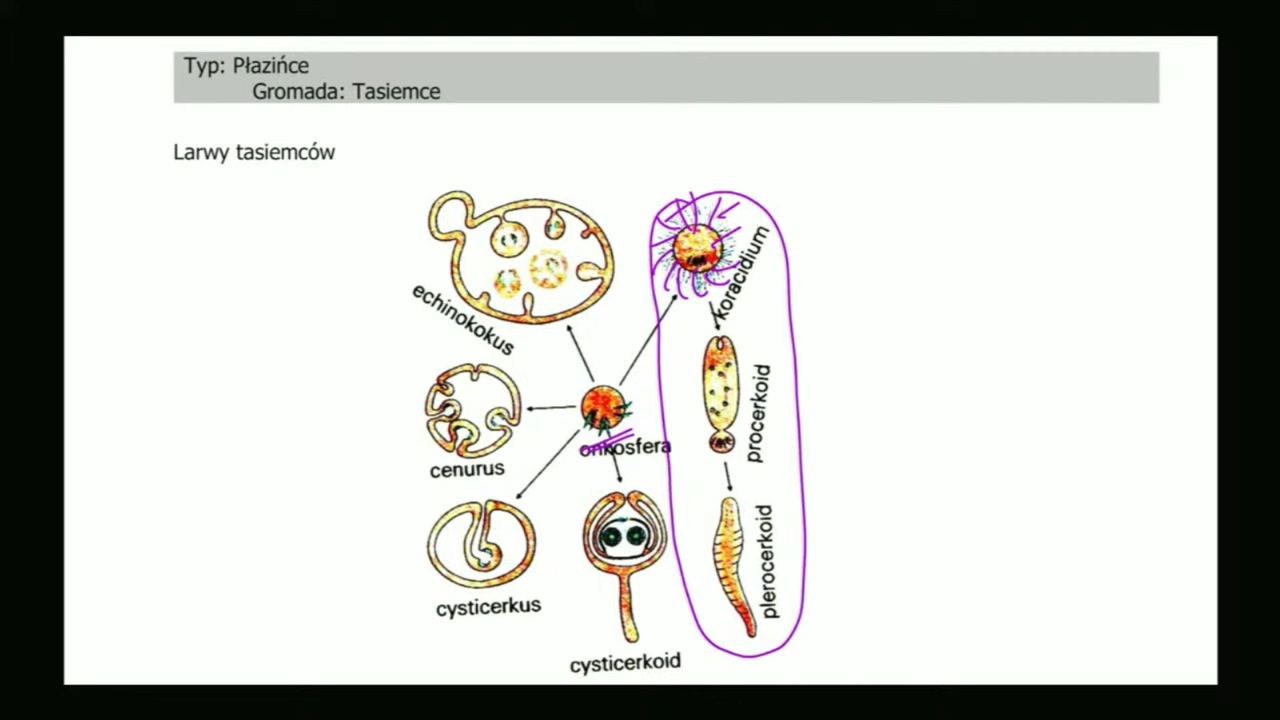 Typ: Płazińce
Gromada: Tasiemce
Larwy tasiemców
echinokokus
koracidium
procerkoid
onkosfera
cenurus
plerocerkoid
cysticerkus
cysticerkoid